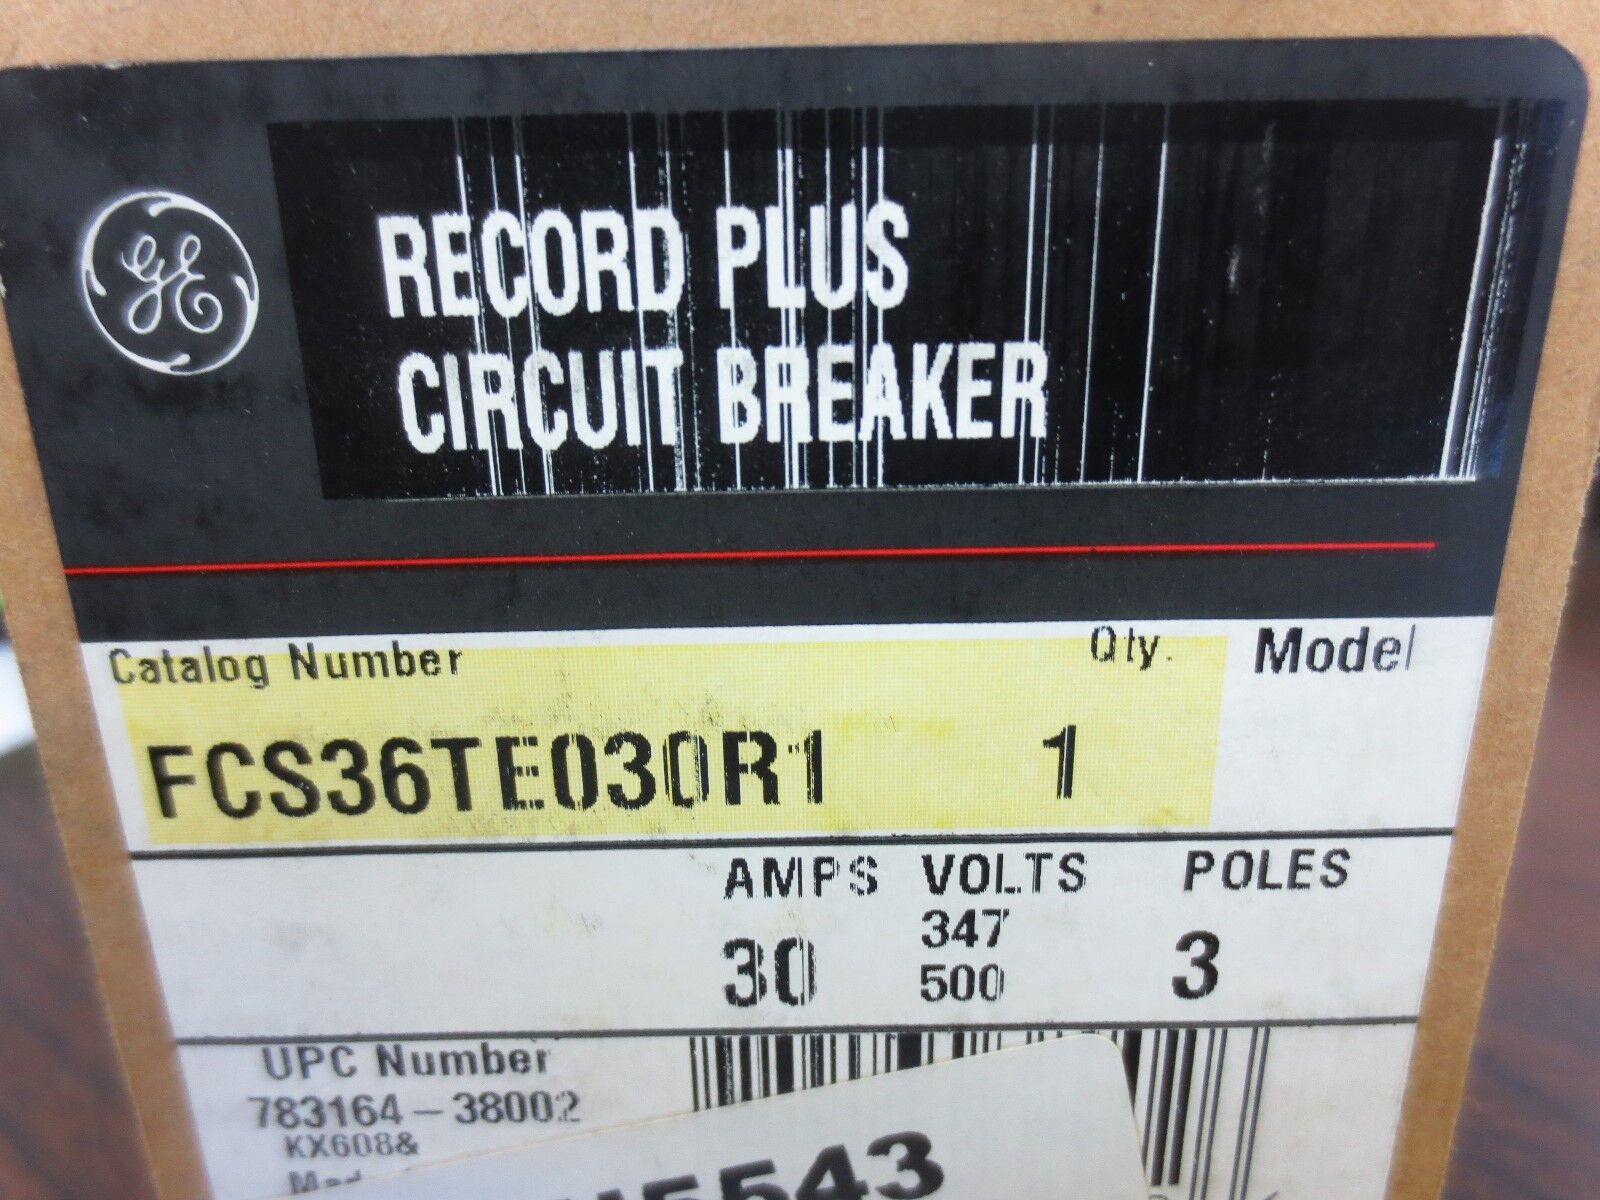 GE
RECORD PLUS
CIRCUIT BREAKER
Catalog Number Qty. Model
FCS36TE030R1 1
AMPS VOLTS POLES
30 347 3
500
UPC Number
783164-38002
KX608&
5543